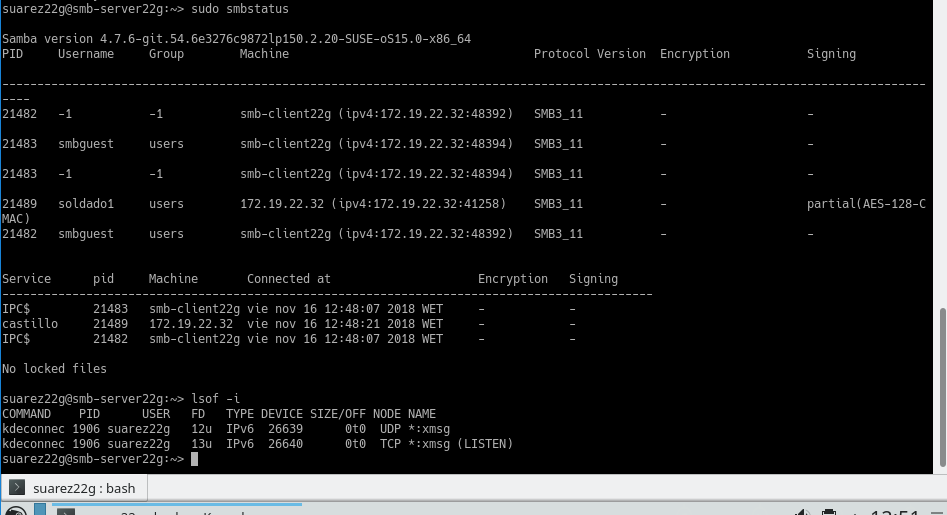 suarez22g@smb-server22g:~> sudo smbstatus
Samba version 4.7.6-git.54.6e3276c9872lp150.2.20-SUSE-oS15.0-x86_64
PID     Username     Group        Machine                                   Protocol Version  Encryption           Signing
------------------------------------------------------------------------------------------------------------------------------------
----
21482   -1           -1           smb-client22g (ipv4:172.19.22.32:48392)   SMB3_11           -                    -
21483   smbguest     users        smb-client22g (ipv4:172.19.22.32:48394)   SMB3_11           -                    -
21483   -1           -1           smb-client22g (ipv4:172.19.22.32:48394)   SMB3_11           -                    -
21489   soldado1     users        172.19.22.32 (ipv4:172.19.22.32:41258)    SMB3_11           -                    partial(AES-128-C
MAC)
21482   smbguest     users        smb-client22g (ipv4:172.19.22.32:48392)   SMB3_11           -                    -
Service      pid     Machine       Connected at                     Encryption   Signing
---------------------------------------------------------------------------------------------
IPC$         21483   smb-client22g vie nov 16 12:48:07 2018 WET     -            -
castillo     21489   172.19.22.32  vie nov 16 12:48:21 2018 WET     -            -
IPC$         21482   smb-client22g vie nov 16 12:48:07 2018 WET     -            -
No locked files
suarez22g@smb-server22g:~> lsof -i
COMMAND    PID      USER   FD   TYPE DEVICE SIZE/OFF NODE NAME
kdeconnec 1906 suarez22g   12u  IPv6  26639      0t0  UDP *:xmsg
kdeconnec 1906 suarez22g   13u  IPv6  26640      0t0  TCP *:xmsg (LISTEN)
suarez22g@smb-server22g:~>
suarez22g : bash